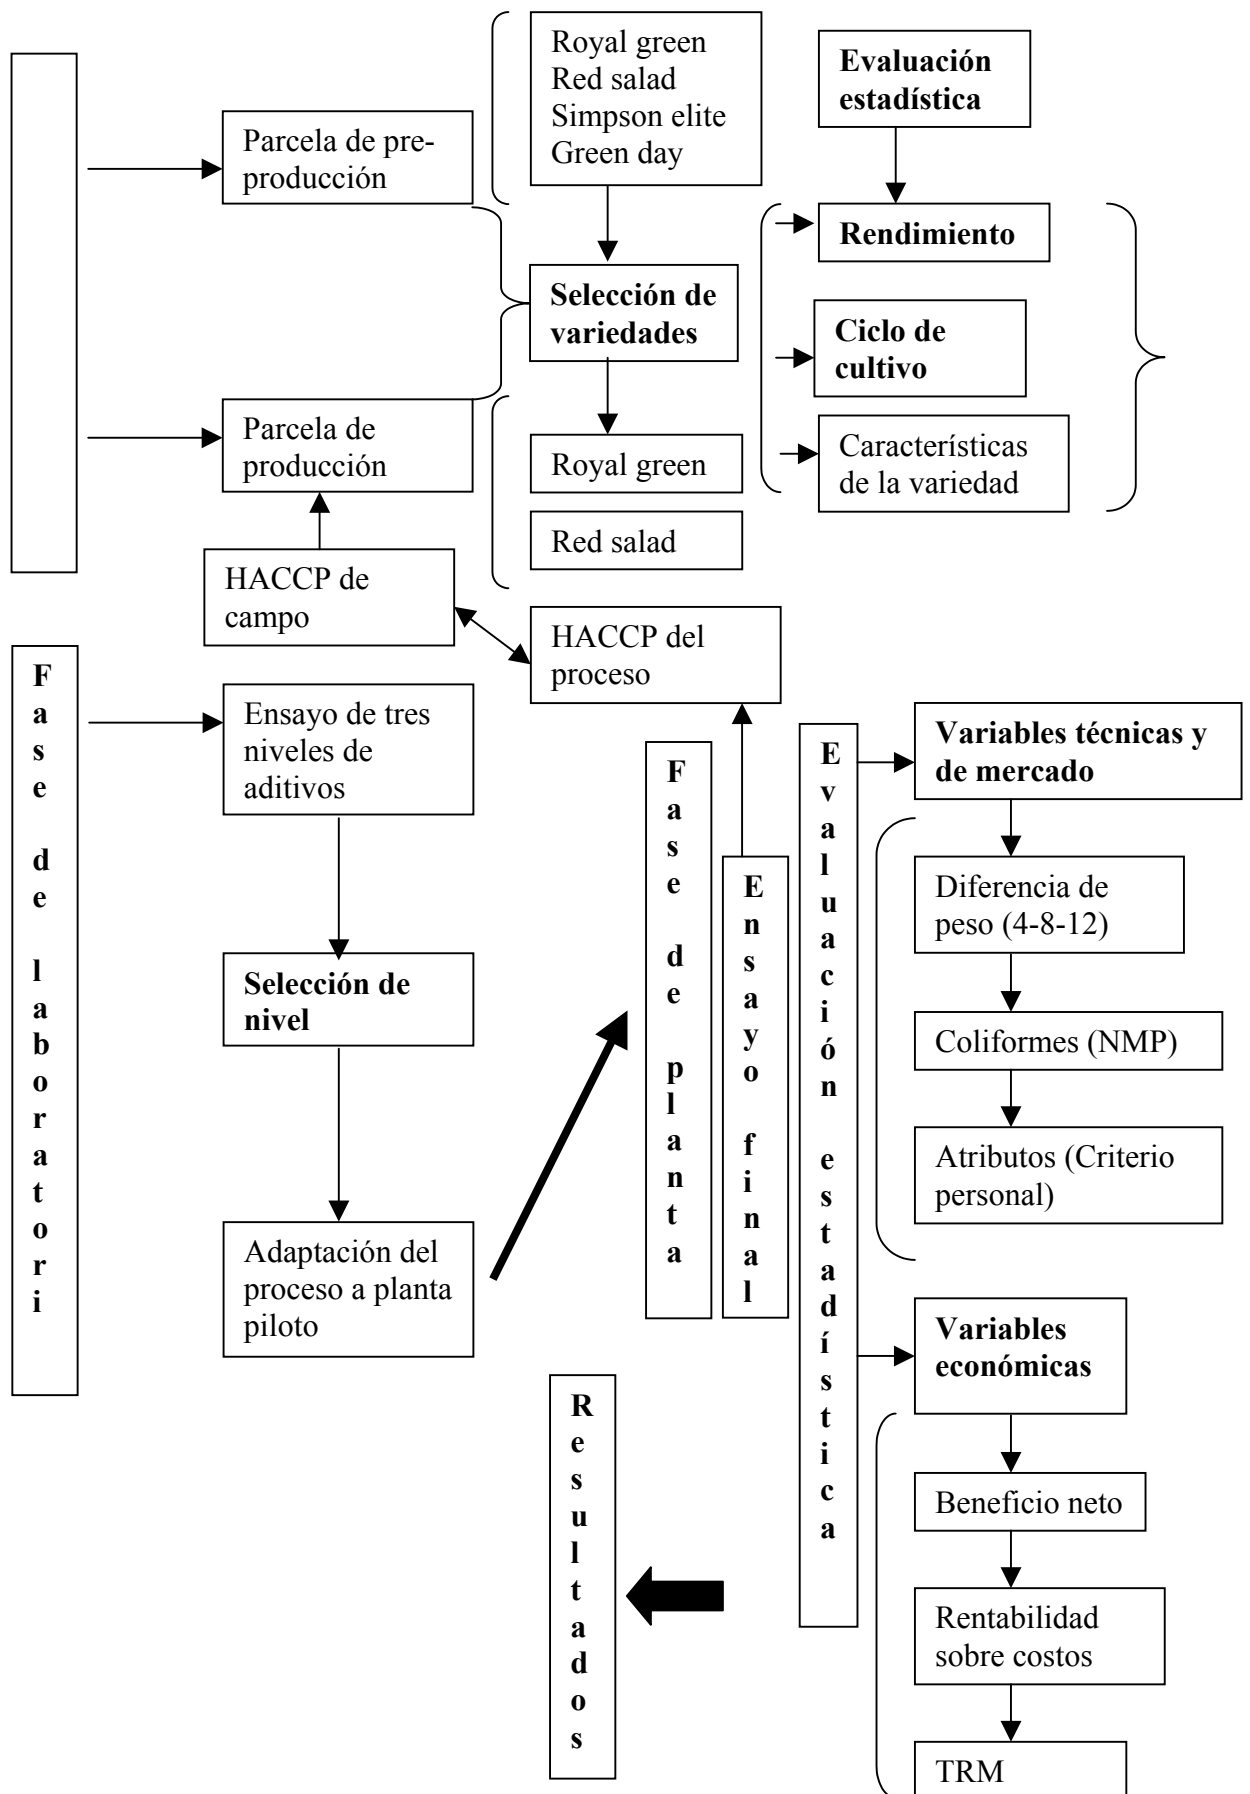 Royal green
Red salad
Simpson elite
Green day
Evaluación
estadística
Parcela de pre-
producción
Rendimiento
Selección de
variedades
Ciclo de
cultivo
Parcela de
producción
Royal green
Características
de la variedad
Red salad
HACCP de
campo
HACCP del
proceso
Fase de laboratori
Ensayo de tres
niveles de
aditivos
Selección de
nivel
Adaptación del
proceso a planta
piloto
Fase de planta
Ensayo final
Evaluación estadística
Variables técnicas y
de mercado
Diferencia de
peso (4-8-12)
Coliformes (NMP)
Atributos (Criterio
personal)
Variables
económicas
Beneficio neto
Rentabilidad
sobre costos
TRM
Resultados